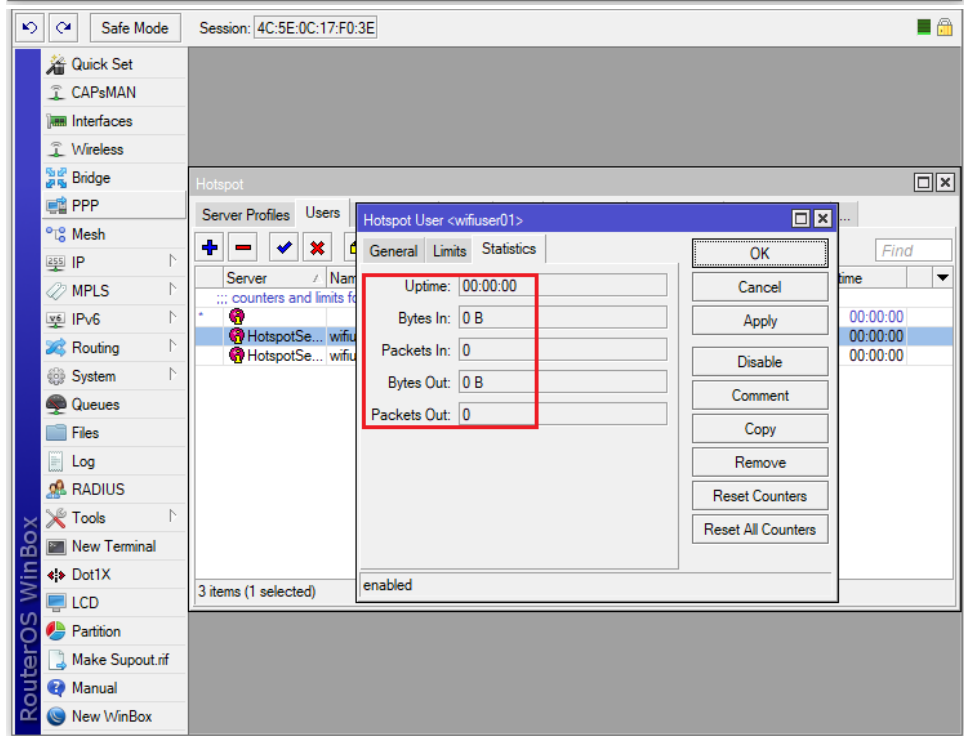 Safe Mode Session: 4C:5E:0C:17:F0:3E
Quick Set
CAPsMAN
Interfaces
Wireless
Bridge
PPP
Mesh
IP
MPLS
IPv6
Routing
System
Queues
Files
Log
RADIUS
Tools
New Terminal
Dot1X
LCD
Partition
Make Supout.rif
Manual
New WinBox
RouterOS WinBox
Hotspot
Server Profiles Users ...
Find
Server Nam time
::: counters and limits fo
* 00:00:00
HotspotSe... wifiu 00:00:00
HotspotSe... wifiu 00:00:00
3 items (1 selected)
Hotspot User <wifiuser01>
General Limits Statistics
Uptime: 00:00:00
Bytes In: 0 B
Packets In: 0
Bytes Out: 0 B
Packets Out: 0
OK
Cancel
Apply
Disable
Comment
Copy
Remove
Reset Counters
Reset All Counters
enabled